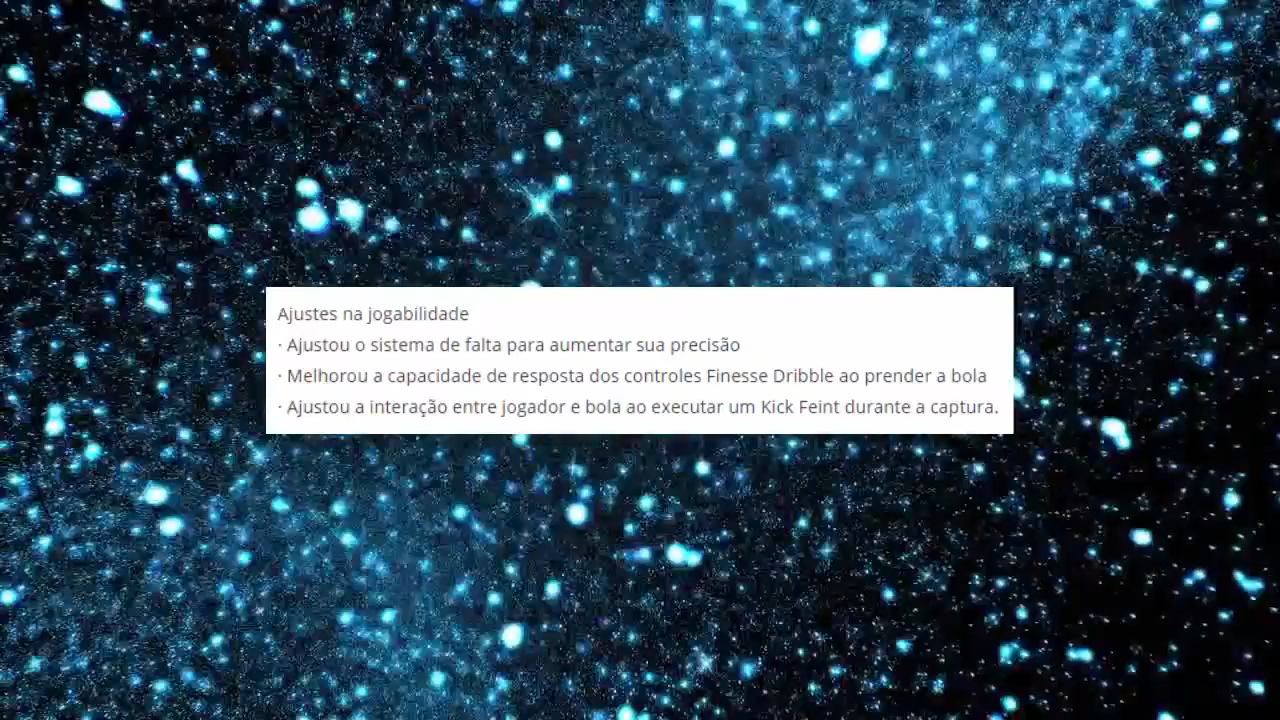 Ajustes na jogabilidade
· Ajustou o sistema de falta para aumentar sua precisão
· Melhorou a capacidade de resposta dos controles Finesse Dribble ao prender a bola
· Ajustou a interação entre jogador e bola ao executar um Kick Feint durante a captura.